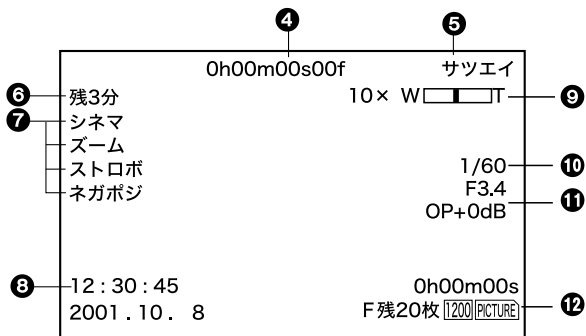 ❹ ❺
0h00m00s00f サツエイ
❻ 残3分 10× W T ❾
❼ シネマ
ズーム
ストロボ 1/60 ❿
ネガポジ F3.4
OP+0dB ⓫
❽ 12:30:45 0h00m00s
2001.10. 8 F残20枚 1200 PICTURE ⓬